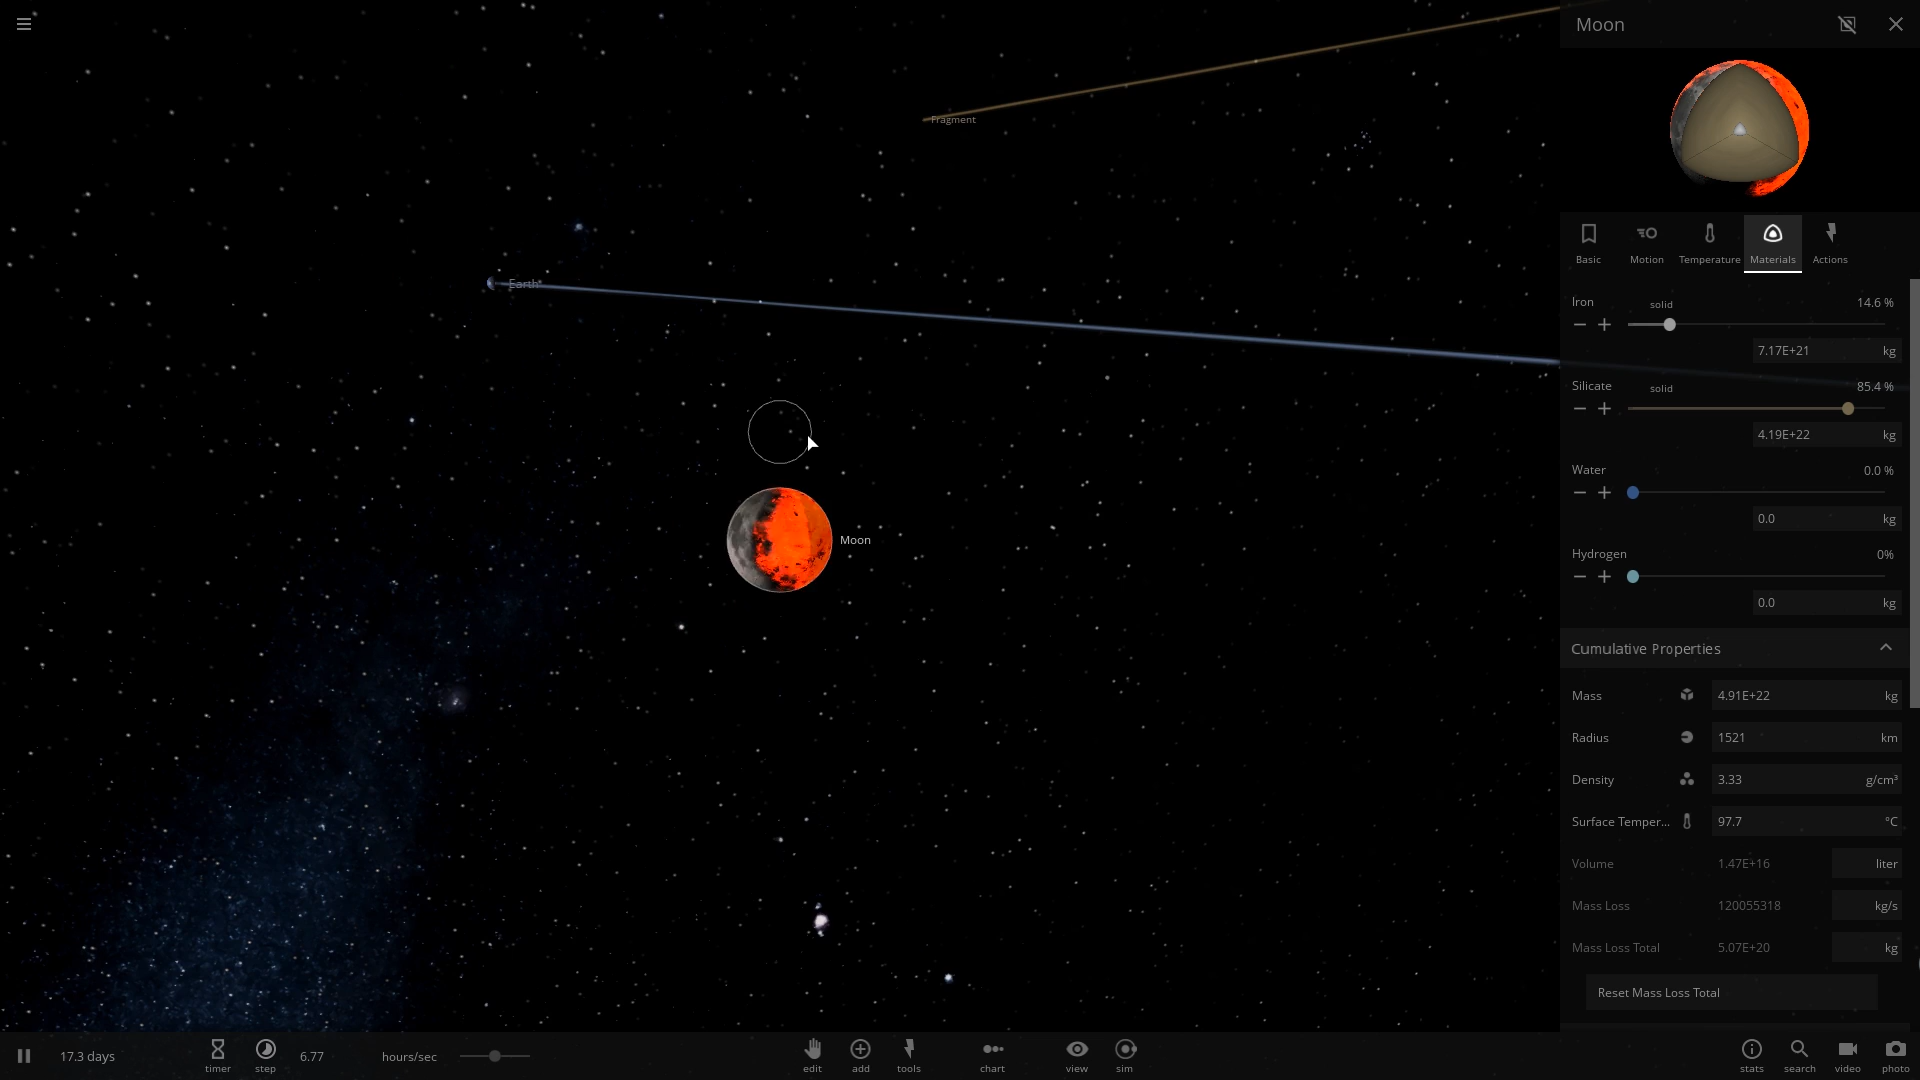 Moon
Fragment
Earth
Moon
Basic Motion Temperature Materials Actions
Iron solid 14.6 %
7.17E+21 kg
Silicate solid 85.4 %
4.19E+22 kg
Water 0.0 %
0.0 kg
Hydrogen 0%
0.0 kg
Cumulative Properties
Mass 4.91E+22 kg
Radius 1521 km
Density 3.33 g/cm³
Surface Temper... 97.7 °C
Volume 1.47E+16 liter
Mass Loss 120055318 kg/s
Mass Loss Total 5.07E+20 kg
Reset Mass Loss Total
17.3 days timer step 6.77 hours/sec edit add tools chart view sim stats search video photo